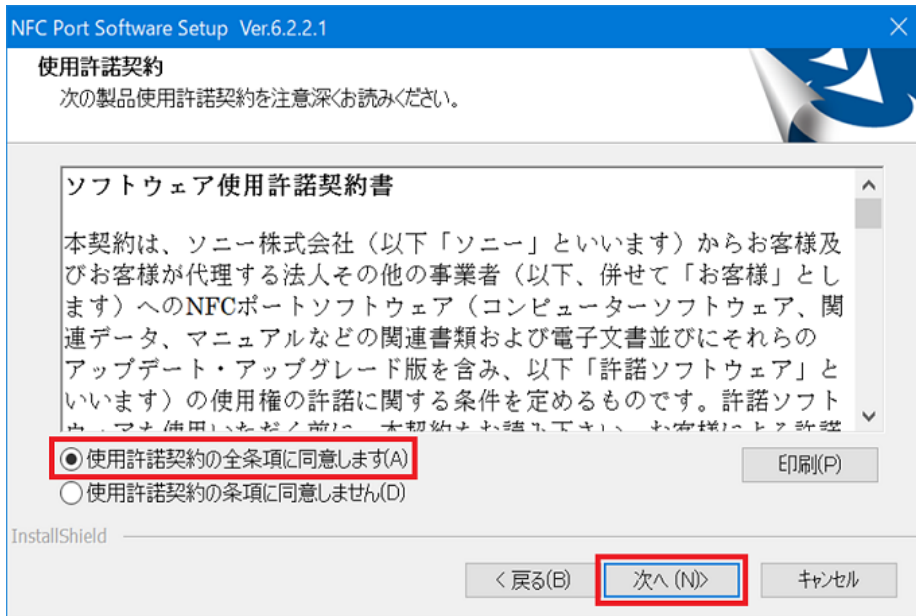 NFC Port Software Setup Ver.6.2.2.1
使用許諾契約
次の製品使用許諾契約を注意深くお読みください。
ソフトウェア使用許諾契約書
本契約は、ソニー株式会社（以下「ソニー」といいます）からお客様及
びお客様が代理する法人その他の事業者（以下、併せて「お客様」とし
ます）へのNFCポートソフトウェア（コンピューターソフトウェア、関
連データ、マニュアルなどの関連書類および電子文書並びにそれらの
アップデート・アップグレード版を含み、以下「許諾ソフトウェア」と
いいます）の使用権の許諾に関する条件を定めるものです。許諾ソフト
使用許諾契約の全条項に同意します(A)
印刷(P)
使用許諾契約の条項に同意しません(D)
InstallShield
< 戻る(B)
次へ (N)>
キャンセル